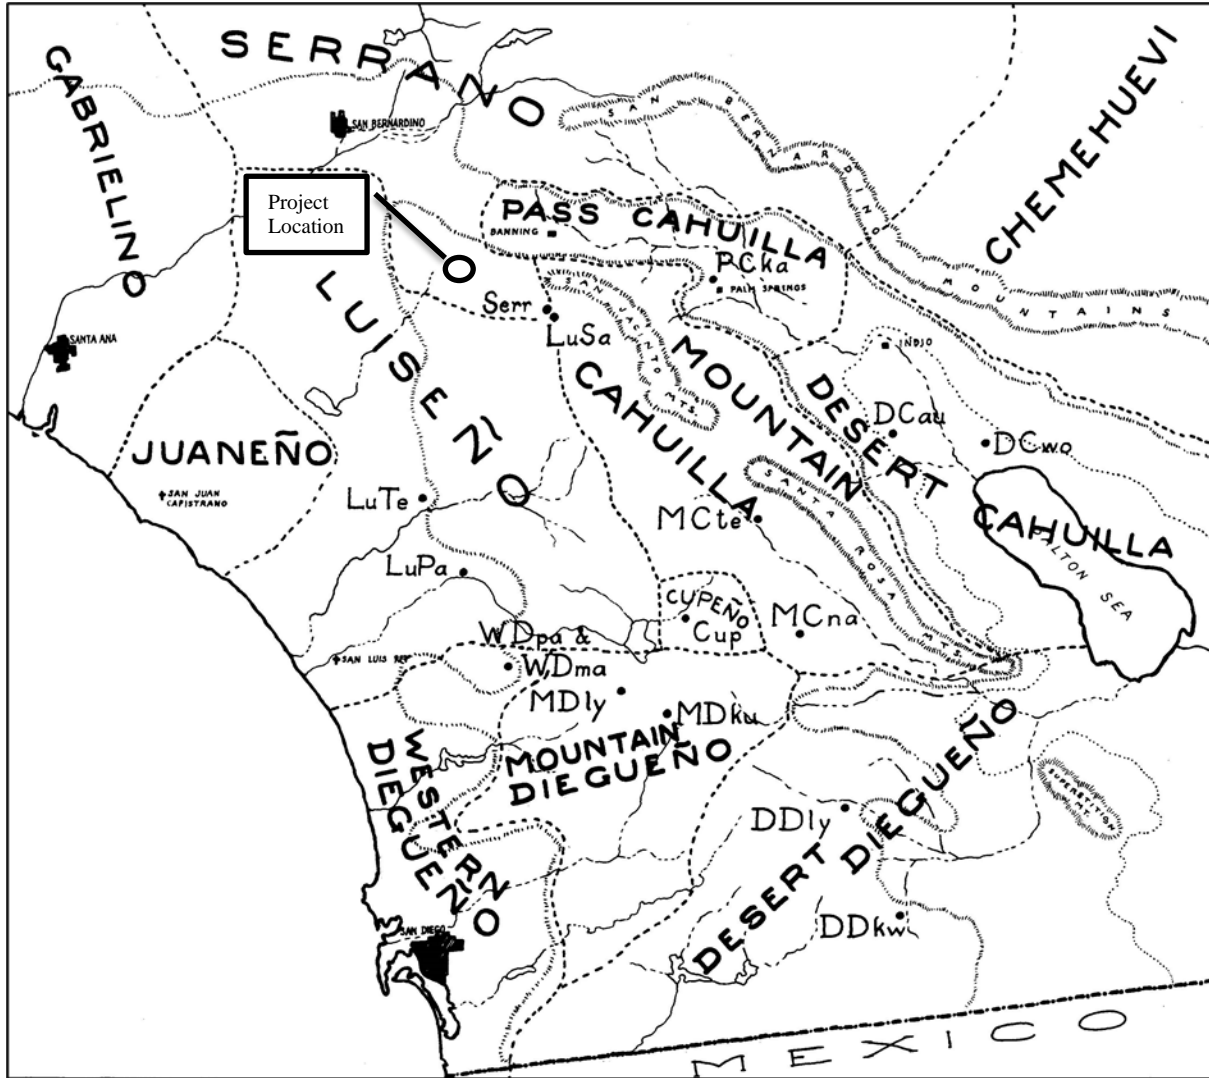 SERRANO
GABRIELINO
CHEMEHUEVI
SAN BERNARDINO
SAN BERNARDINO MOUNTAINS
Project
Location
PASS CAHUILLA
BANNING
PCka
PALM SPRINGS
SAN JACINTO MTS.
Serr
LuSa
LUISEÑO
SANTA ANA
INDIO
MOUNTAIN
CAHUILLA
DESERT
CAHUILLA
DCau
DCwo
JUANEÑO
SAN JUAN
CAPISTRANO
LuTe
MCte
SANTA ROSA MTS.
SALTON SEA
LuPa
CUPEÑO
Cup
MCna
WDpa &
WDma
SAN LUIS REY
MDly
MDku
MOUNTAIN
DIEGUEÑO
WESTERN
DIEGUEÑO
DESERT DIEGUEÑO
SUPERSTITION
MT.
DDly
DDkw
SAN DIEGO
MEXICO